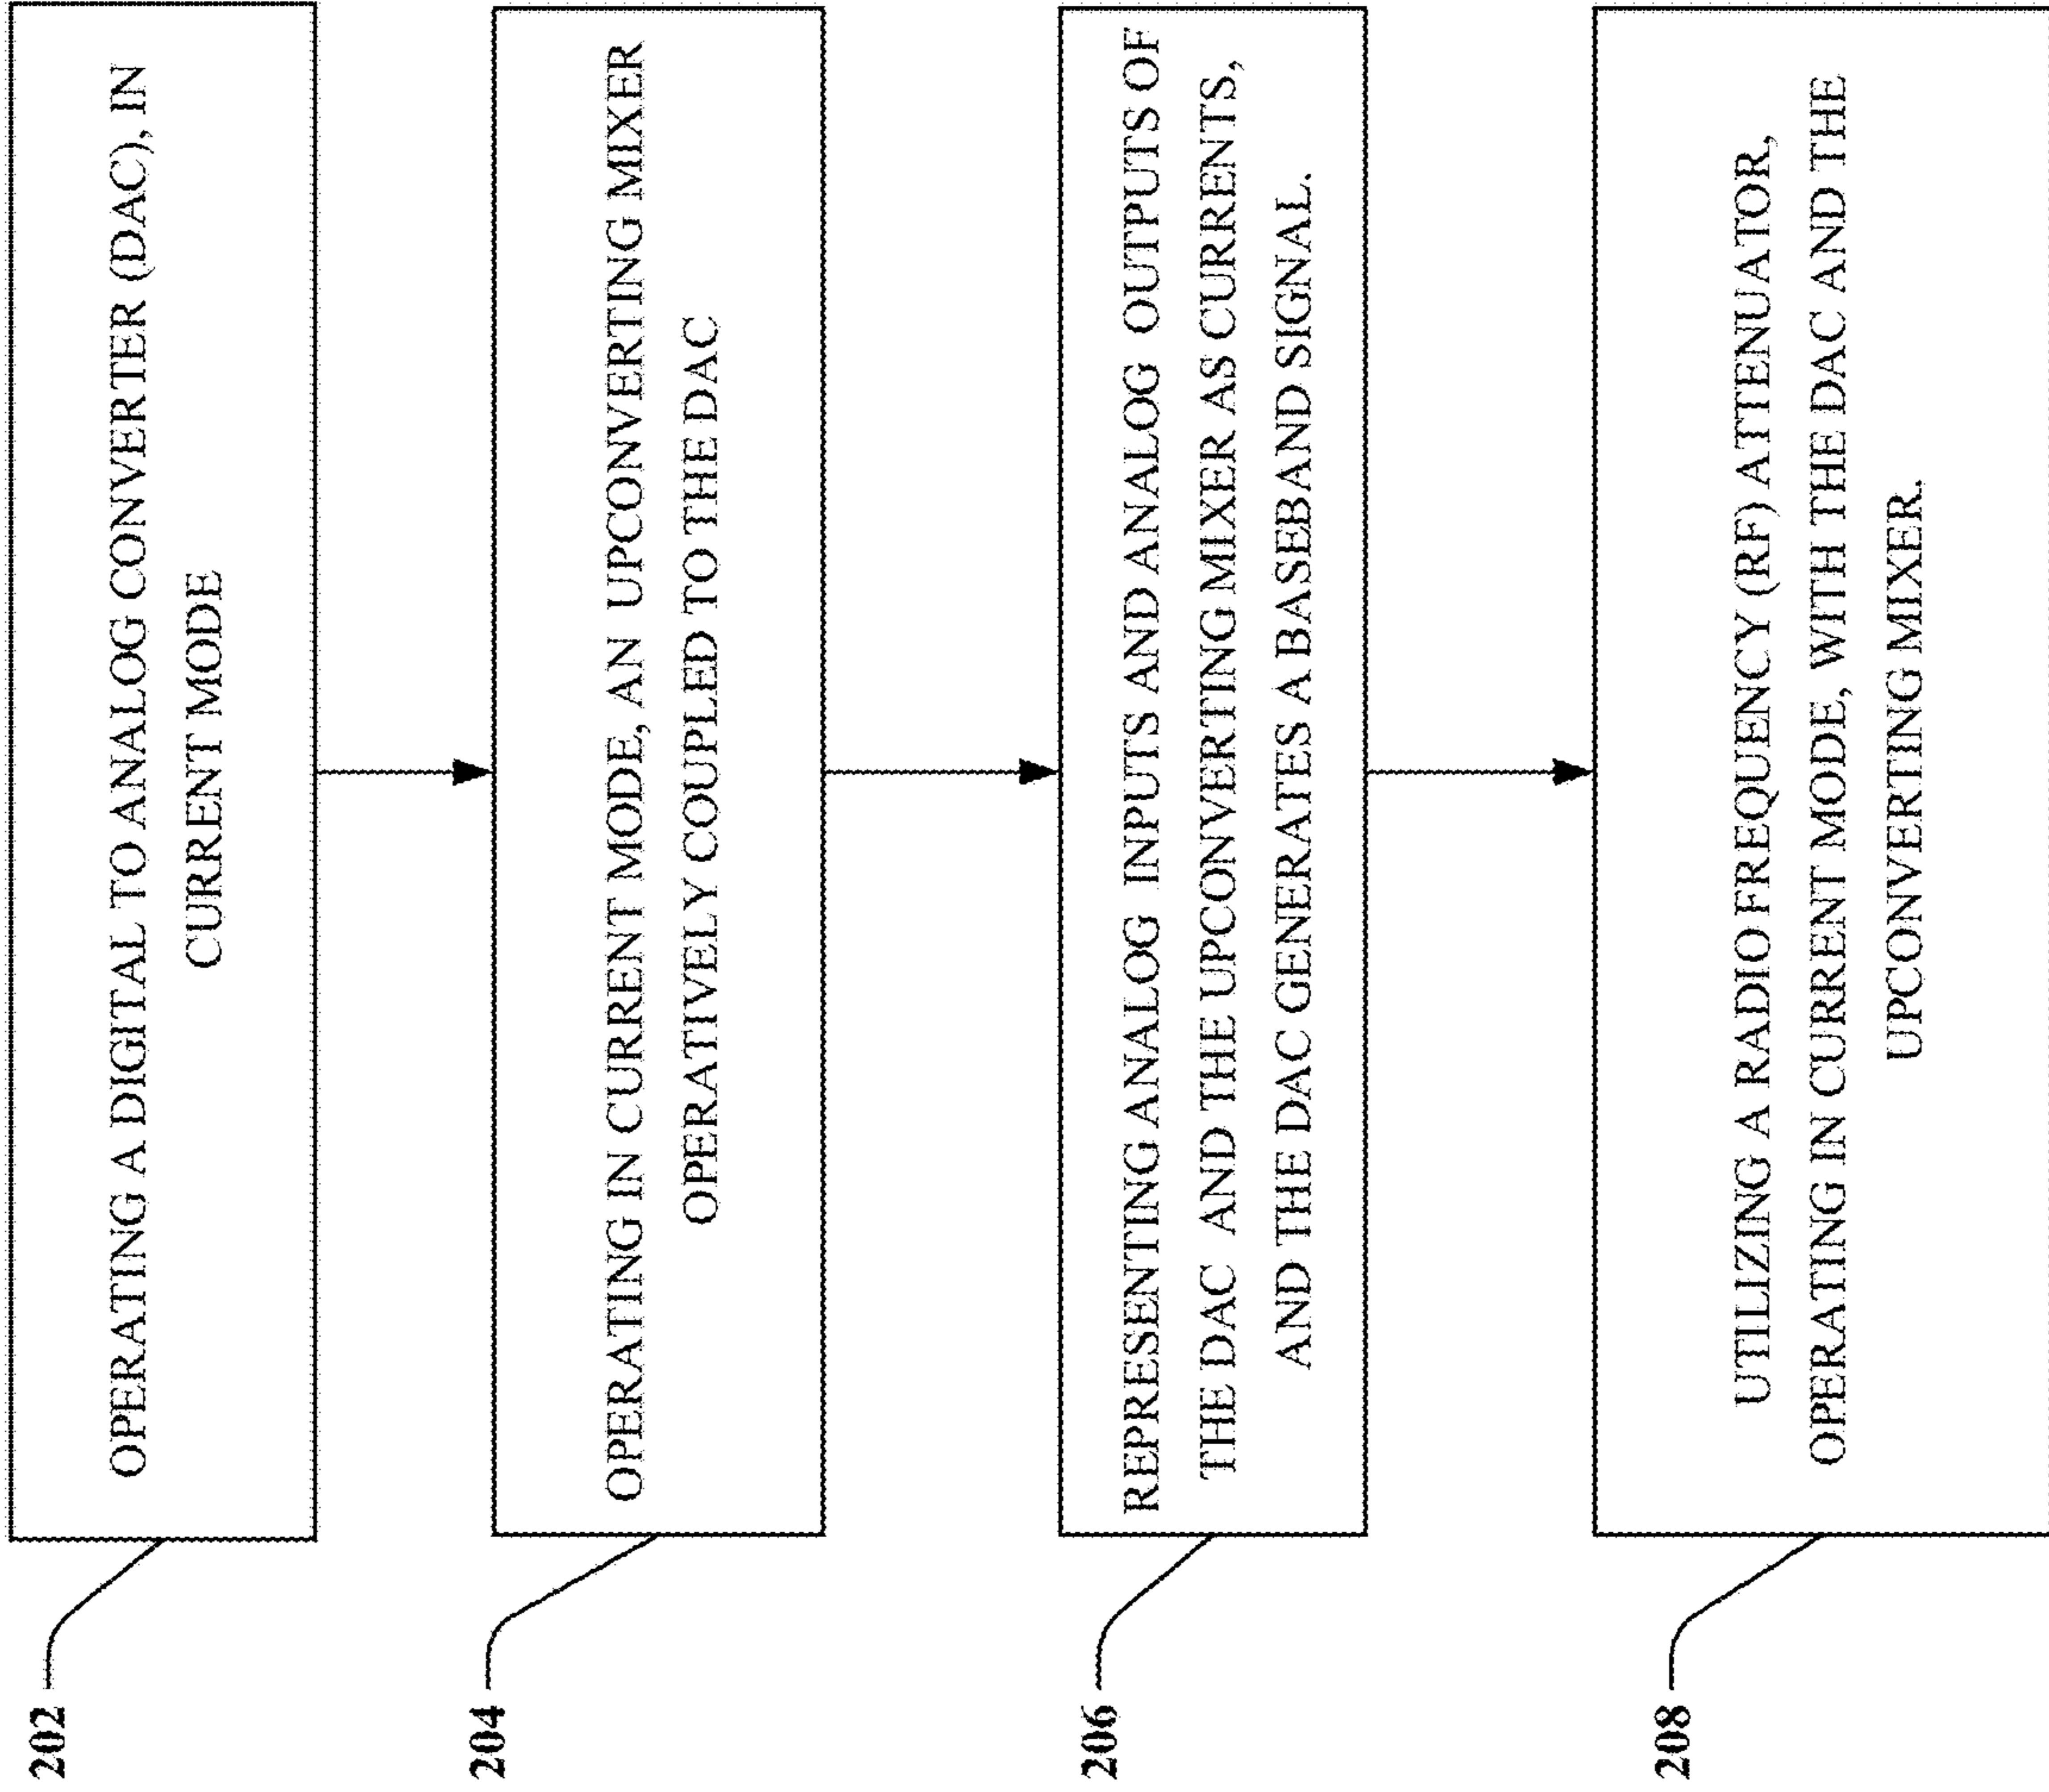 202
OPERATING A DIGITAL TO ANALOG CONVERTER (DAC), IN
CURRENT MODE
204
OPERATING IN CURRENT MODE, AN UPCONVERTING MIXER
OPERATIVELY COUPLED TO THE DAC
206
REPRESENTING ANALOG INPUTS AND ANALOG OUTPUTS OF
THE DAC AND THE UPCONVERTING MIXER AS CURRENTS,
AND THE DAC GENERATES A BASEBAND SIGNAL.
208
UTILIZING A RADIO FREQUENCY (RF) ATTENUATOR,
OPERATING IN CURRENT MODE, WITH THE DAC AND THE
UPCONVERTING MIXER.